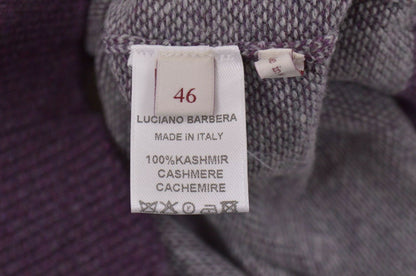 46
LUCIANO BARBERA
MADE IN ITALY
100%KASHMIR
CASHMERE
CACHEMIRE